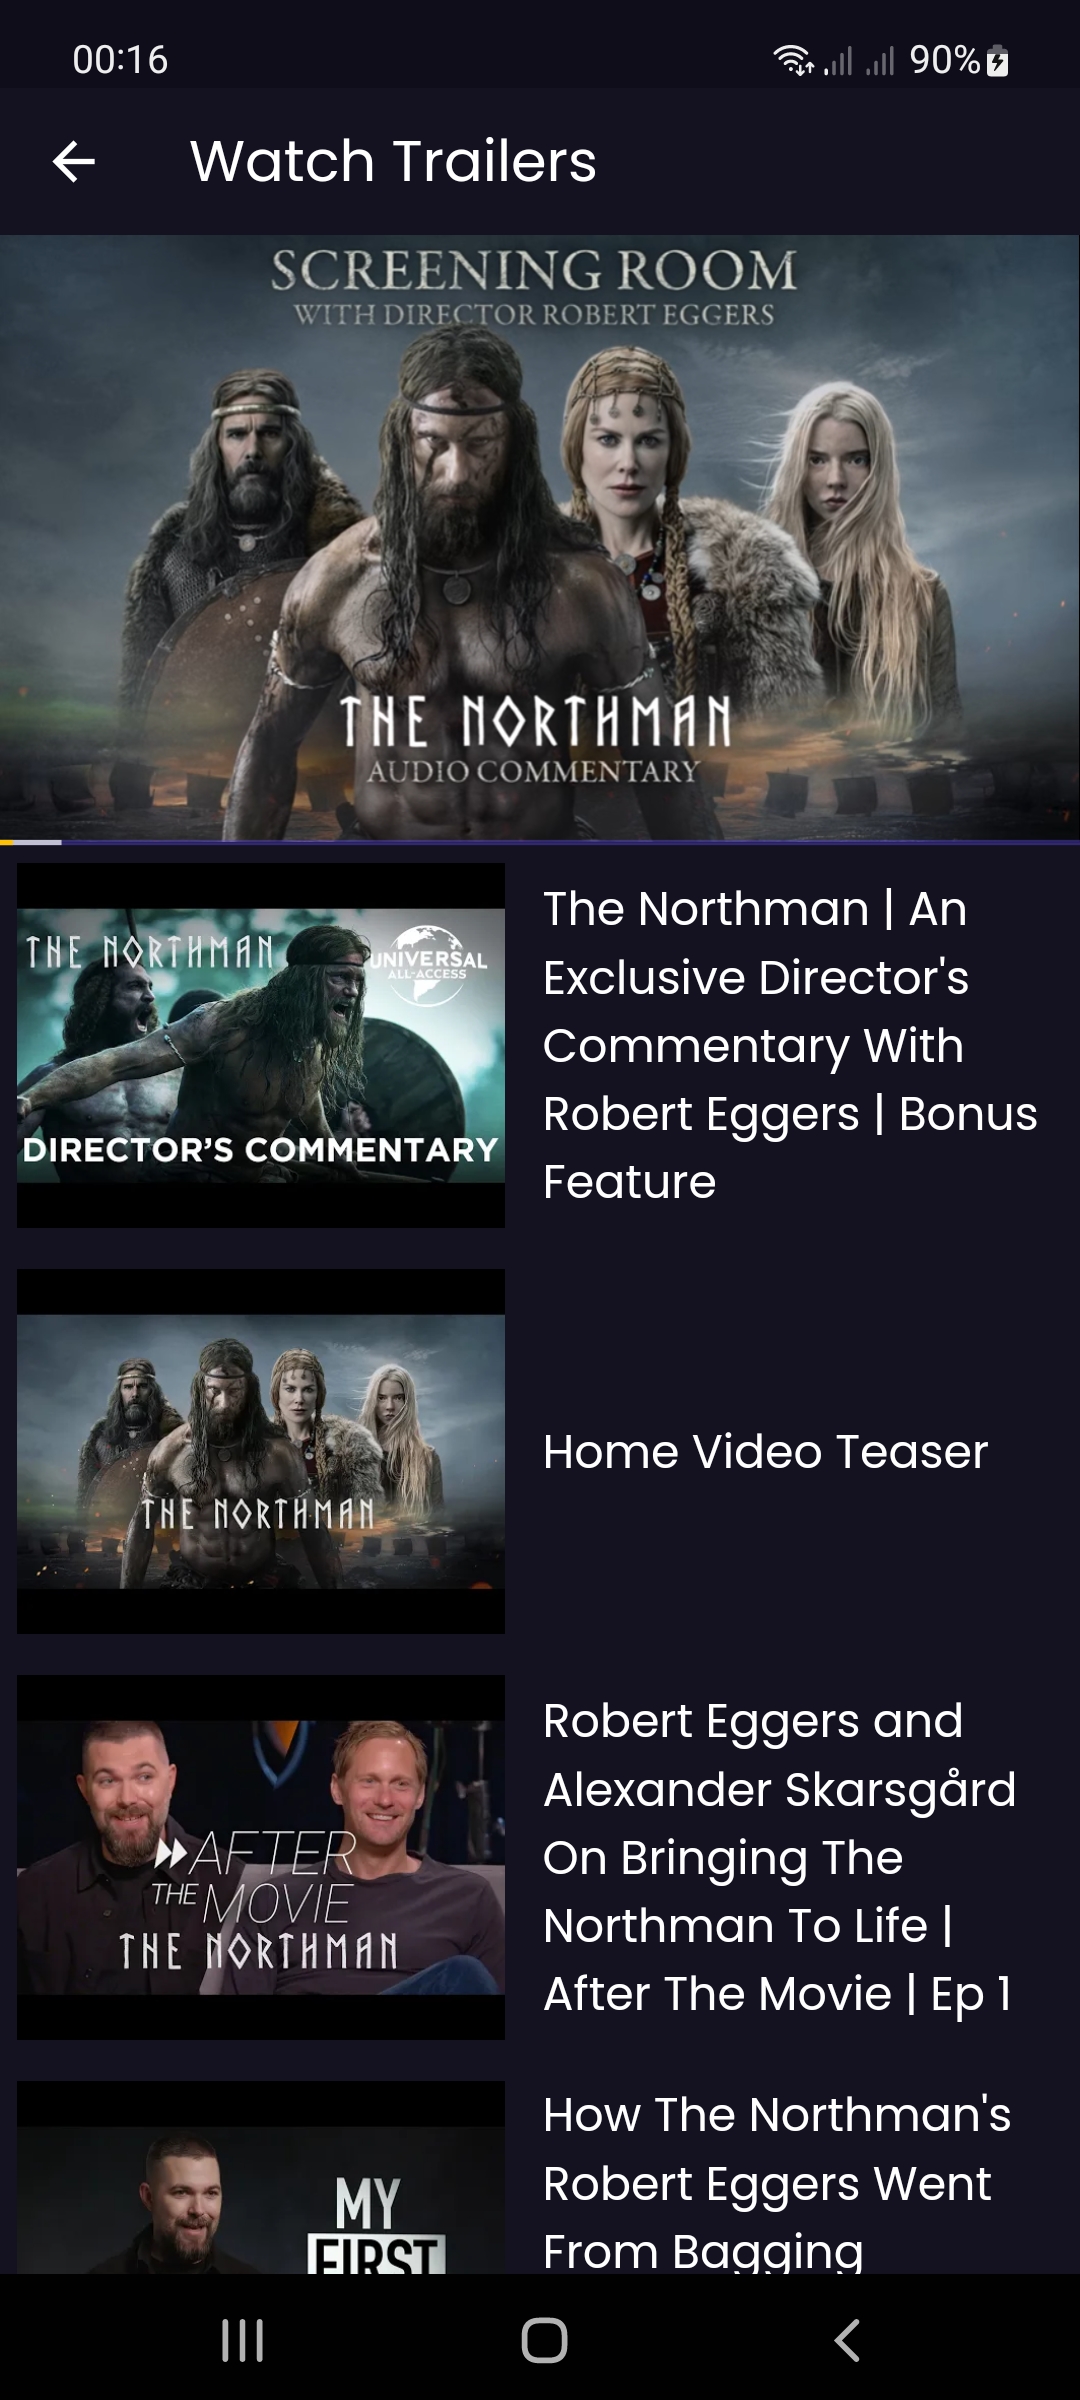 00:16
90%
Watch Trailers
SCREENING ROOM
WITH DIRECTOR ROBERT EGGERS
THE NORTHMAN
AUDIO COMMENTARY
THE NORTHMAN
UNIVERSAL
ALL-ACCESS
DIRECTOR'S COMMENTARY
The Northman | An
Exclusive Director's
Commentary With
Robert Eggers | Bonus
Feature
THE NORTHMAN
Home Video Teaser
AFTER
THE MOVIE
THE NORTHMAN
Robert Eggers and
Alexander Skarsgård
On Bringing The
Northman To Life |
After The Movie | Ep 1
MY
FIRST
How The Northman's
Robert Eggers Went
From Bagging